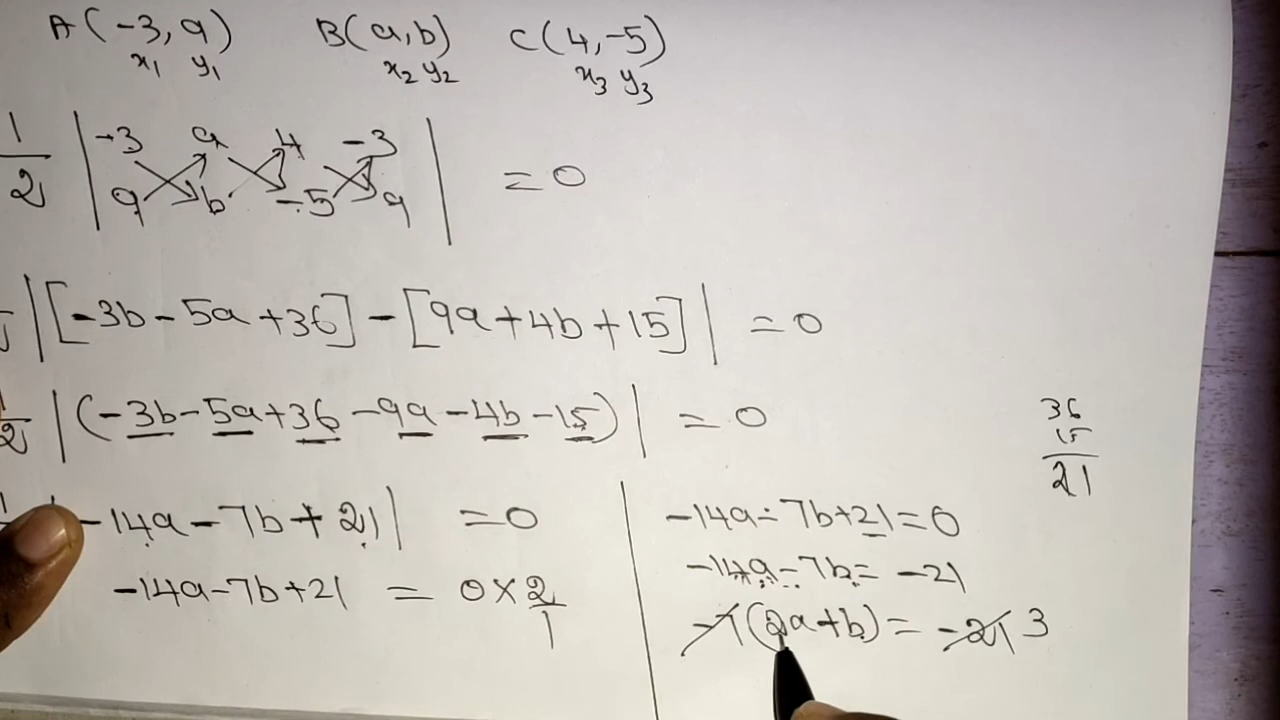 A(-3, 9) B(a, b) C(4, -5)
x₁ y₁ x₂ y₂ x₃ y₃
1/2 | -3 a 4 -3 | = 0
9 b -5 9
|[-3b - 5a + 36] - [9a + 4b + 15]| = 0
1/2 |(-3b - 5a + 36 - 9a - 4b - 15)| = 0
36
15
21
-14a - 7b + 21| = 0
-14a - 7b + 21 = 0 × 2/1
-14a - 7b + 21 = 0
-14a - 7b = -21
-7(2a + b) = -21 3